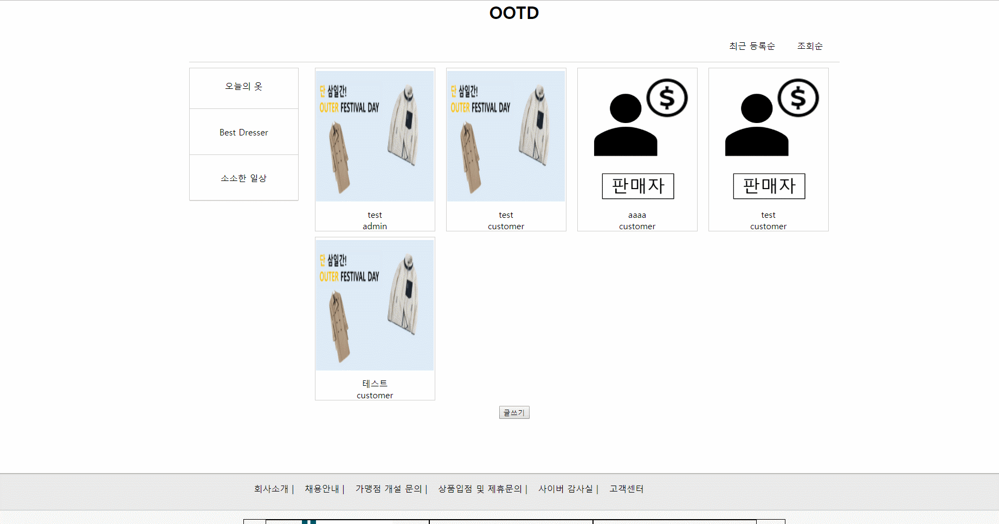 OOTD
최근 등록순 조회순
오늘의 옷
Best Dresser
소소한 일상
단 삼일간!
OUTER FESTIVAL DAY
test
admin
단 삼일간!
OUTER FESTIVAL DAY
test
customer
$
판매자
aaaa
customer
$
판매자
test
customer
단 삼일간!
OUTER FESTIVAL DAY
테스트
customer
글쓰기
회사소개 | 채용안내 | 가맹점 개설 문의 | 상품입점 및 제휴문의 | 사이버 감사실 | 고객센터